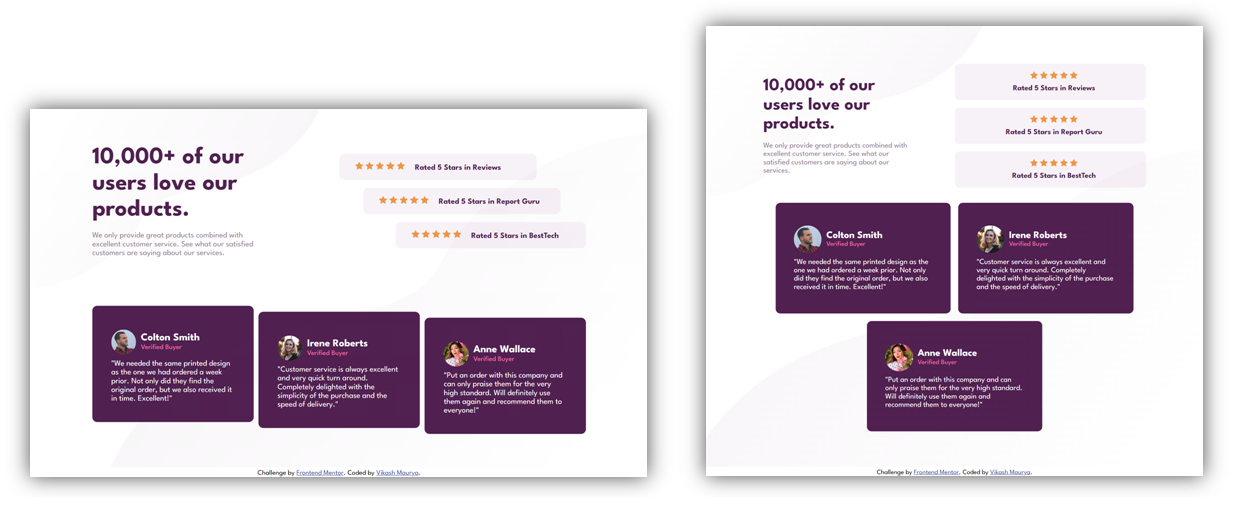 10,000+ of our
users love our
products.
We only provide great products combined with
excellent customer service. See what our satisfied
customers are saying about our services.
Rated 5 Stars in Reviews
Rated 5 Stars in Report Guru
Rated 5 Stars in BestTech
Colton Smith
Verified Buyer
"We needed the same printed design
as the one we had ordered a week
prior. Not only did they find the
original order, but we also received it
in time. Excellent!"
Irene Roberts
Verified Buyer
"Customer service is always excellent
and very quick turn around.
Completely delighted with the
simplicity of the purchase and the
speed of delivery."
Anne Wallace
Verified Buyer
"Put an order with this company and
can only praise them for the very
high standard. Will definitely use
them again and recommend them to
everyone!"
Challenge by Frontend Mentor. Coded by Vikash Maurya.
10,000+ of our
users love our
products.
We only provide great products combined with
excellent customer service. See what our
satisfied customers are saying about our
services.
Rated 5 Stars in Reviews
Rated 5 Stars in Report Guru
Rated 5 Stars in BestTech
Colton Smith
Verified Buyer
"We needed the same printed design as the
one we had ordered a week prior. Not only
did they find the original order, but we also
received it in time. Excellent!"
Irene Roberts
Verified Buyer
"Customer service is always excellent and
very quick turn around. Completely
delighted with the simplicity of the purchase
and the speed of delivery."
Anne Wallace
Verified Buyer
"Put an order with this company and can
only praise them for the very high standard.
Will definitely use them again and
recommend them to everyone!"
Challenge by Frontend Mentor. Coded by Vikash Maurya.